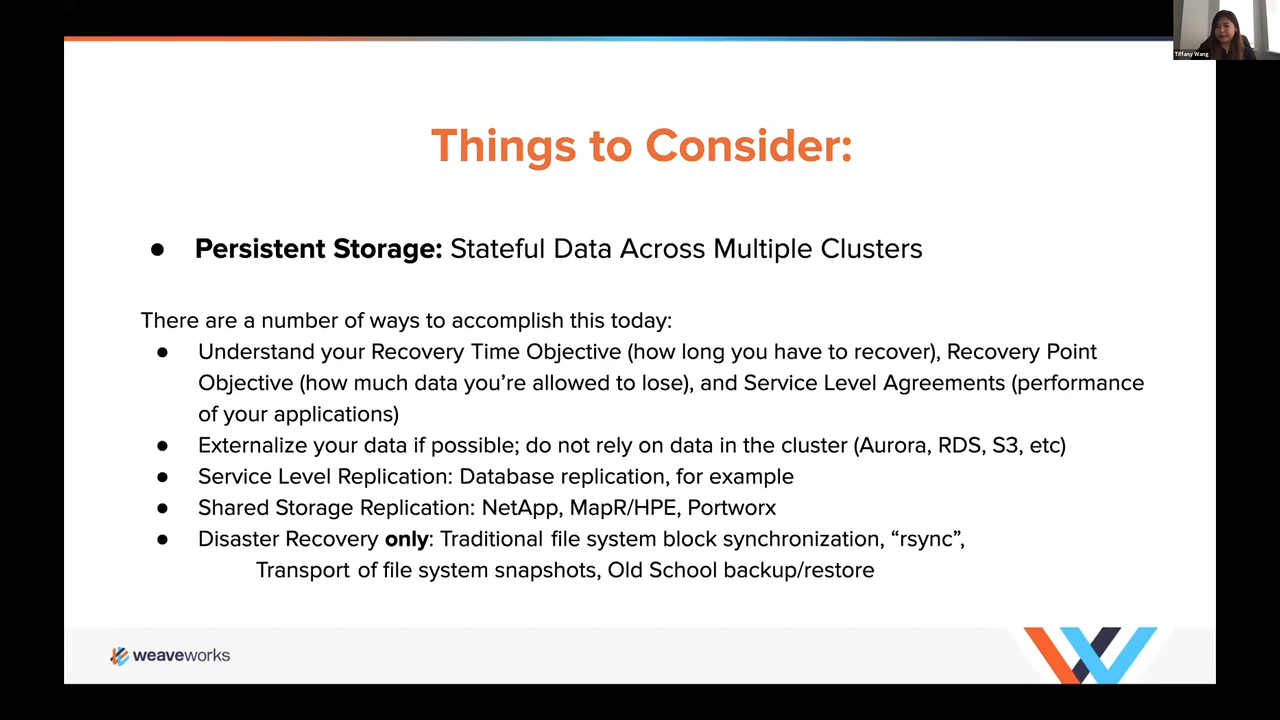 Tiffany Wang
Things to Consider:
● Persistent Storage: Stateful Data Across Multiple Clusters
There are a number of ways to accomplish this today:
● Understand your Recovery Time Objective (how long you have to recover), Recovery Point
Objective (how much data you’re allowed to lose), and Service Level Agreements (performance
of your applications)
● Externalize your data if possible; do not rely on data in the cluster (Aurora, RDS, S3, etc)
● Service Level Replication: Database replication, for example
● Shared Storage Replication: NetApp, MapR/HPE, Portworx
● Disaster Recovery only: Traditional file system block synchronization, “rsync”,
Transport of file system snapshots, Old School backup/restore
weaveworks